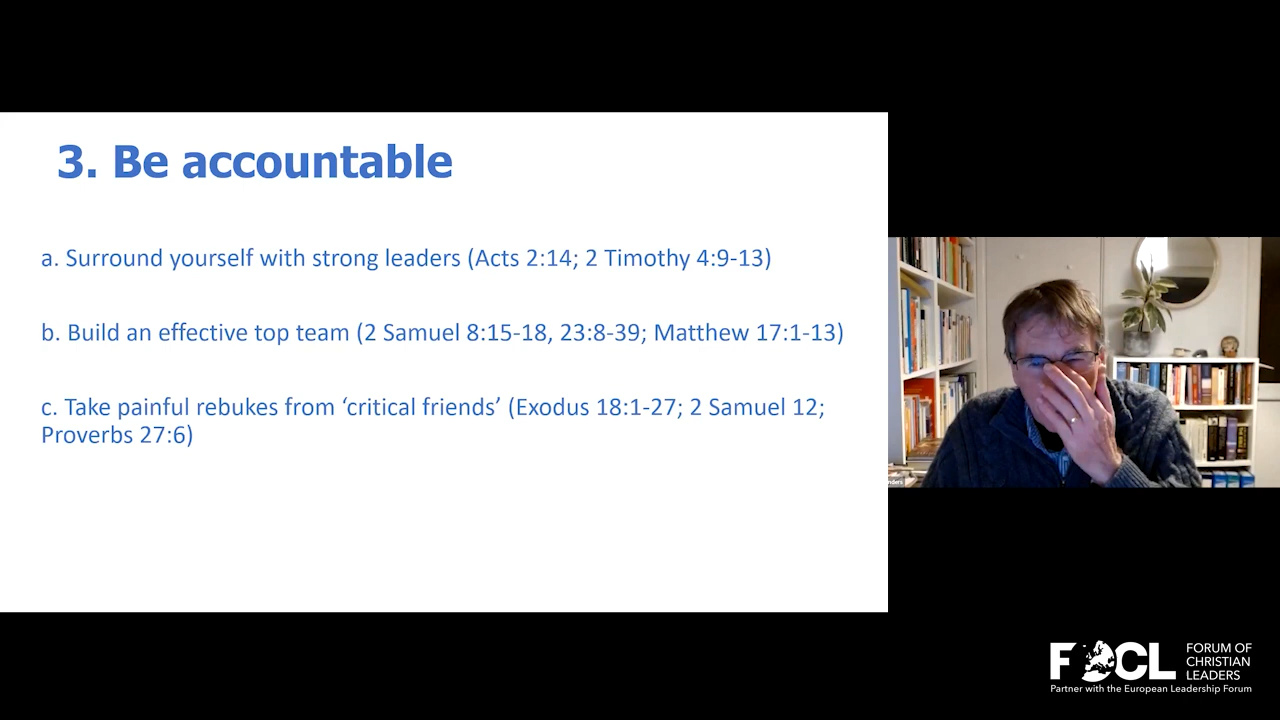 3. Be accountable
a. Surround yourself with strong leaders (Acts 2:14; 2 Timothy 4:9-13)
b. Build an effective top team (2 Samuel 8:15-18, 23:8-39; Matthew 17:1-13)
c. Take painful rebukes from ‘critical friends’ (Exodus 18:1-27; 2 Samuel 12;
Proverbs 27:6)
FOCL
FORUM OF
CHRISTIAN
LEADERS
Partner with the European Leadership Forum